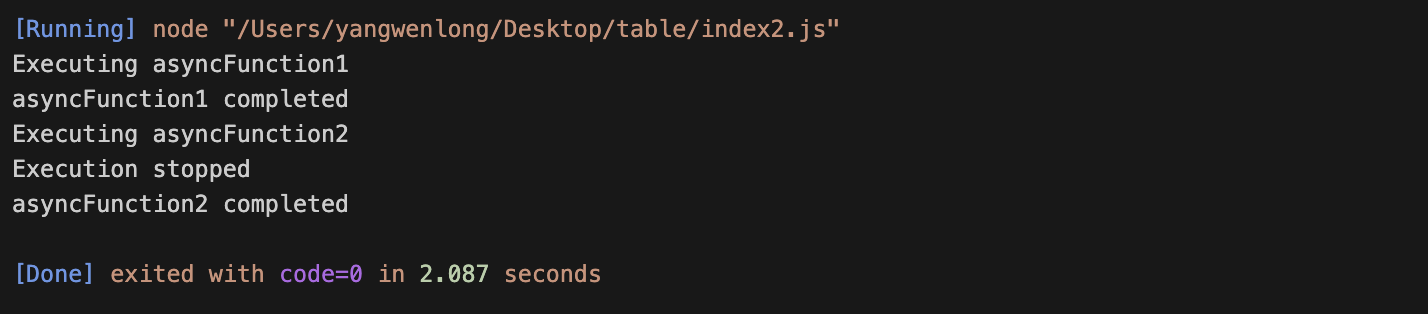 [Running] node "/Users/yangwenlong/Desktop/table/index2.js"
Executing asyncFunction1
asyncFunction1 completed
Executing asyncFunction2
Execution stopped
asyncFunction2 completed
[Done] exited with code=0 in 2.087 seconds